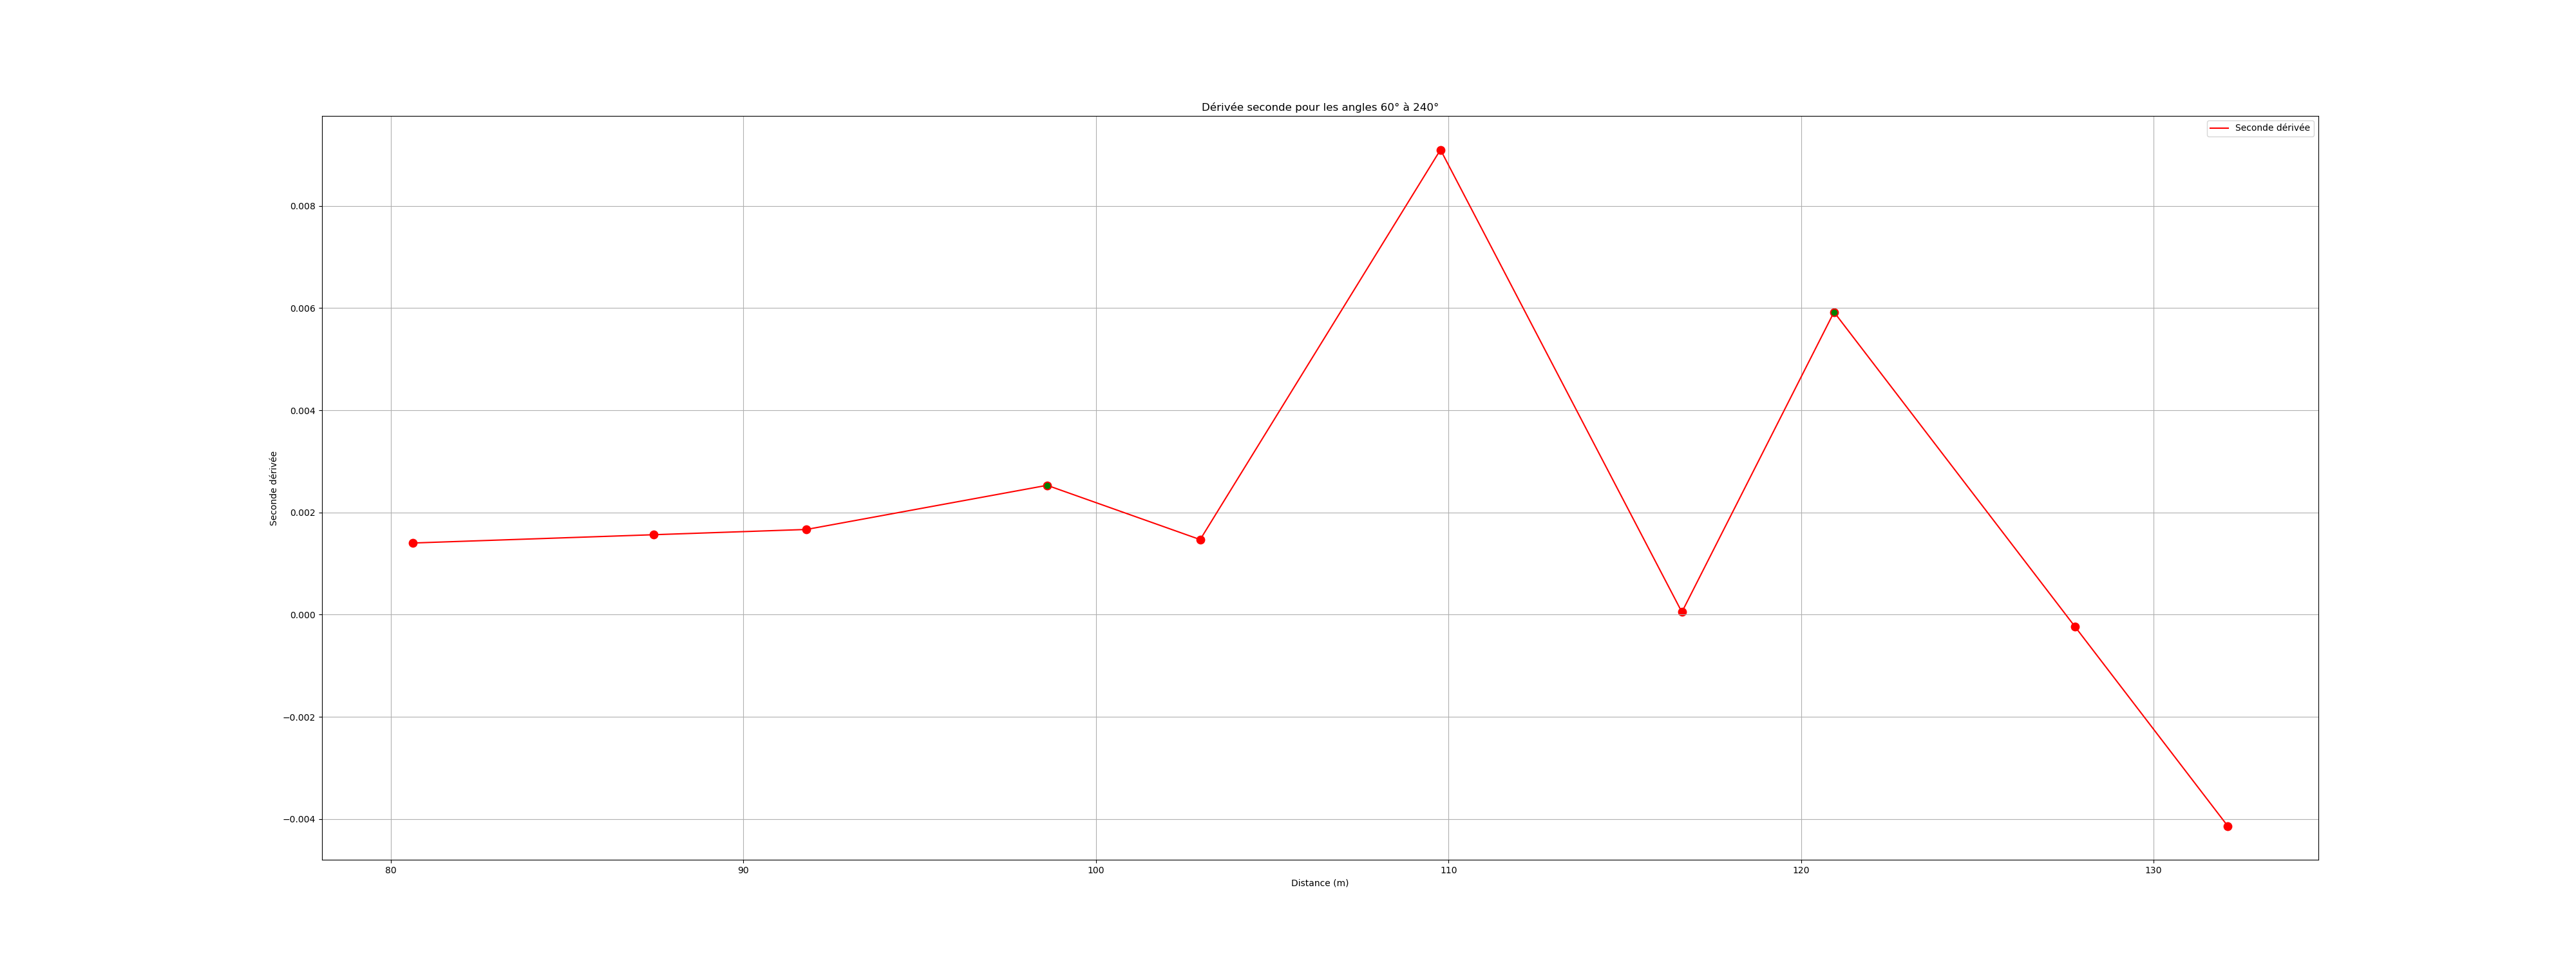 Dérivée seconde pour les angles 60° à 240°
Seconde dérivée
0.008
0.006
0.004
0.002
0.000
−0.002
−0.004
Seconde dérivée
80 90 100 110 120 130
Distance (m)